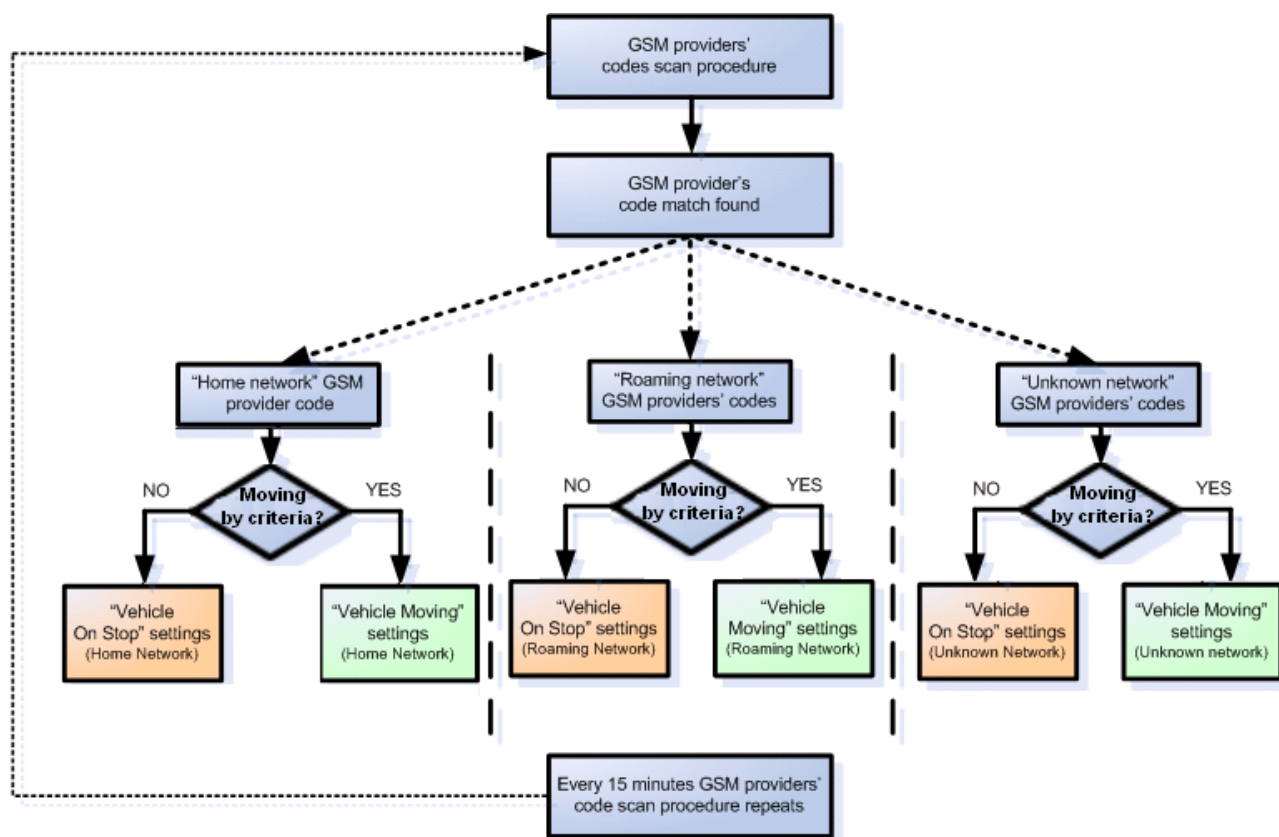 GSM providers'
codes scan procedure
GSM provider's
code match found
“Home network” GSM
provider code
“Roaming network”
GSM providers' codes
“Unknown network”
GSM providers' codes
NO
Moving
by criteria?
YES
NO
Moving
by criteria?
YES
NO
Moving
by criteria?
YES
“Vehicle
On Stop” settings
(Home Network)
“Vehicle Moving”
settings
(Home Network)
“Vehicle
On Stop” settings
(Roaming Network)
“Vehicle
Moving” settings
(Roaming Network)
“Vehicle
On Stop” settings
(Unknown Network)
“Vehicle Moving”
settings
(Unknown network)
Every 15 minutes GSM providers'
code scan procedure repeats